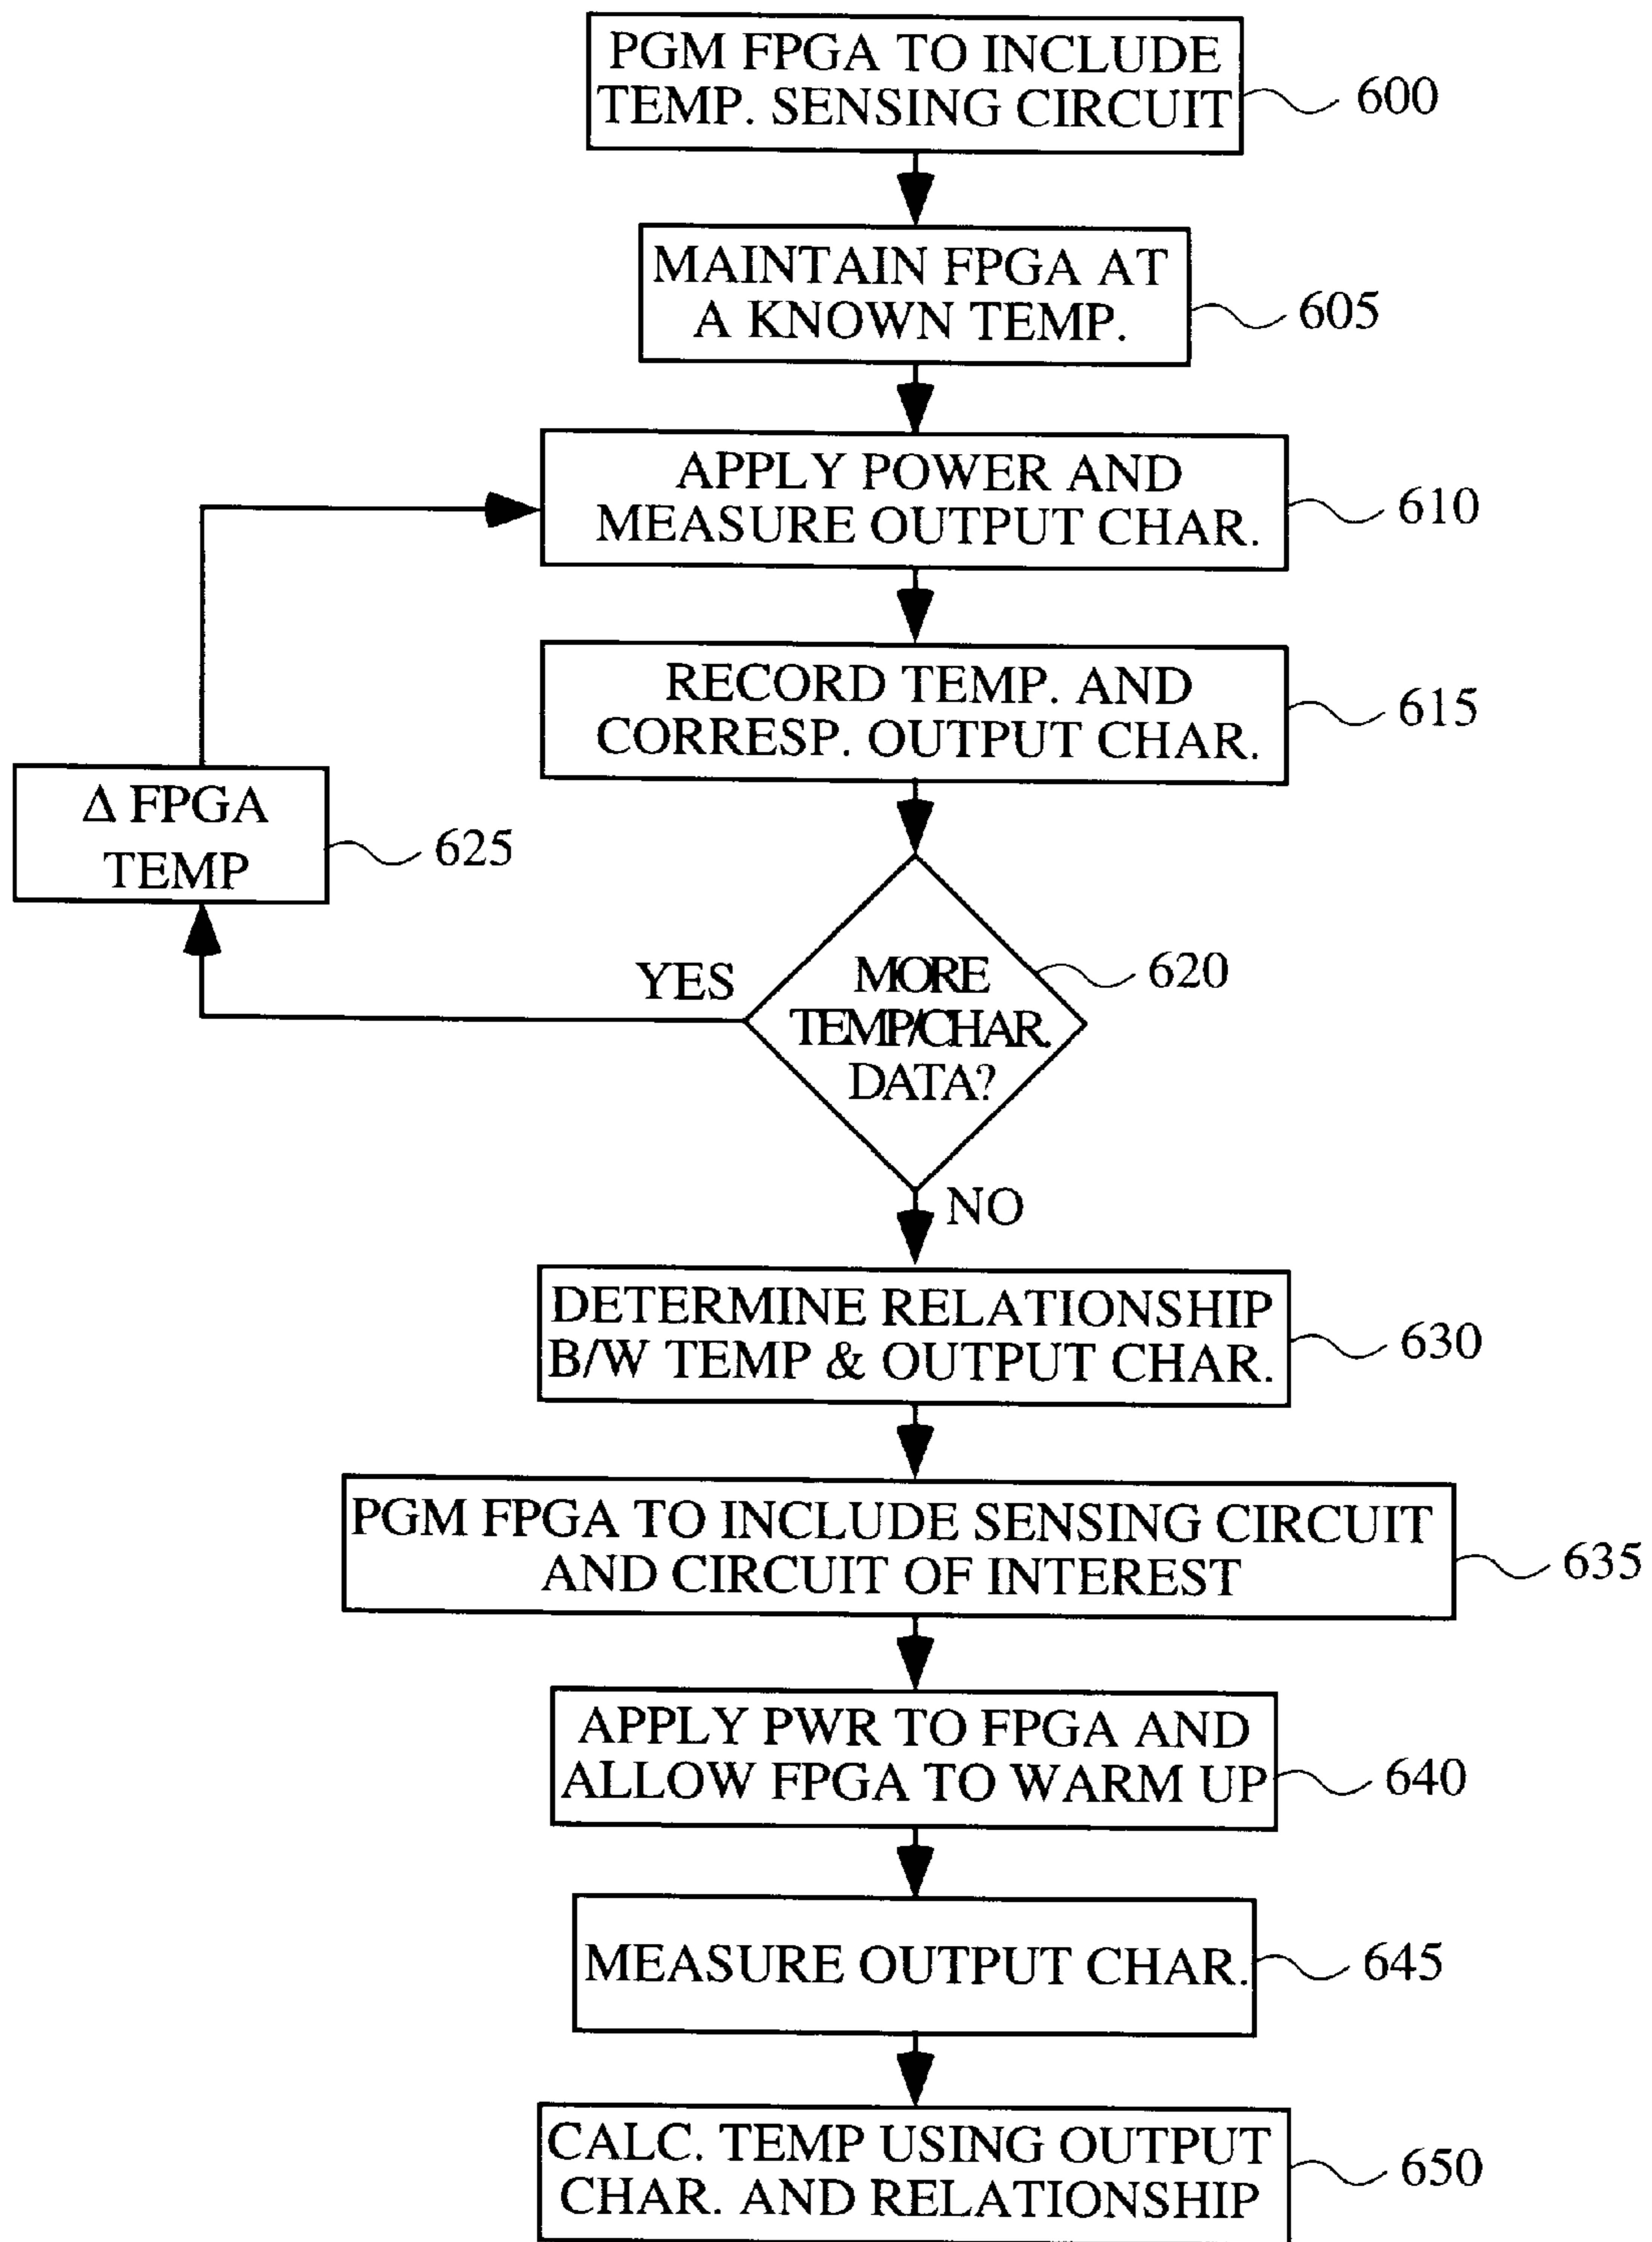 PGM FPGA TO INCLUDE
TEMP. SENSING CIRCUIT
600
MAINTAIN FPGA AT
A KNOWN TEMP.
605
APPLY POWER AND
MEASURE OUTPUT CHAR.
610
RECORD TEMP. AND
CORRESP. OUTPUT CHAR.
615
Δ FPGA
TEMP
625
MORE
TEMP/CHAR.
DATA?
620
YES
NO
DETERMINE RELATIONSHIP
B/W TEMP & OUTPUT CHAR.
630
PGM FPGA TO INCLUDE SENSING CIRCUIT
AND CIRCUIT OF INTEREST
635
APPLY PWR TO FPGA AND
ALLOW FPGA TO WARM UP
640
MEASURE OUTPUT CHAR.
645
CALC. TEMP USING OUTPUT
CHAR. AND RELATIONSHIP
650